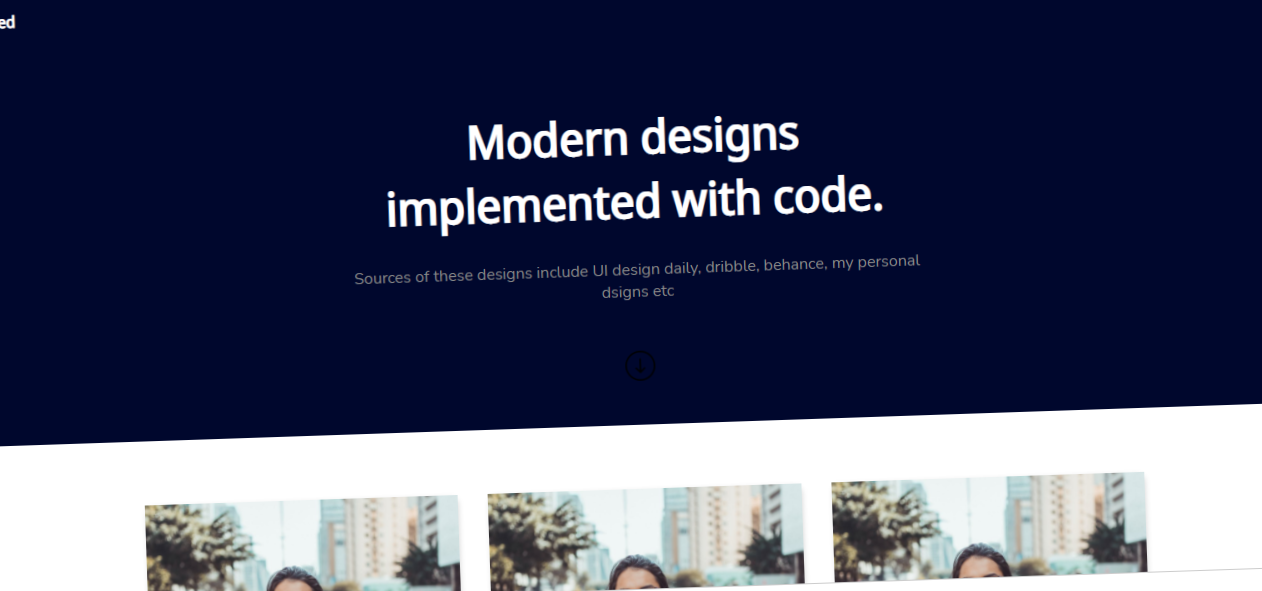 ed
Modern designs
implemented with code.
Sources of these designs include UI design daily, dribble, behance, my personal
dsigns etc